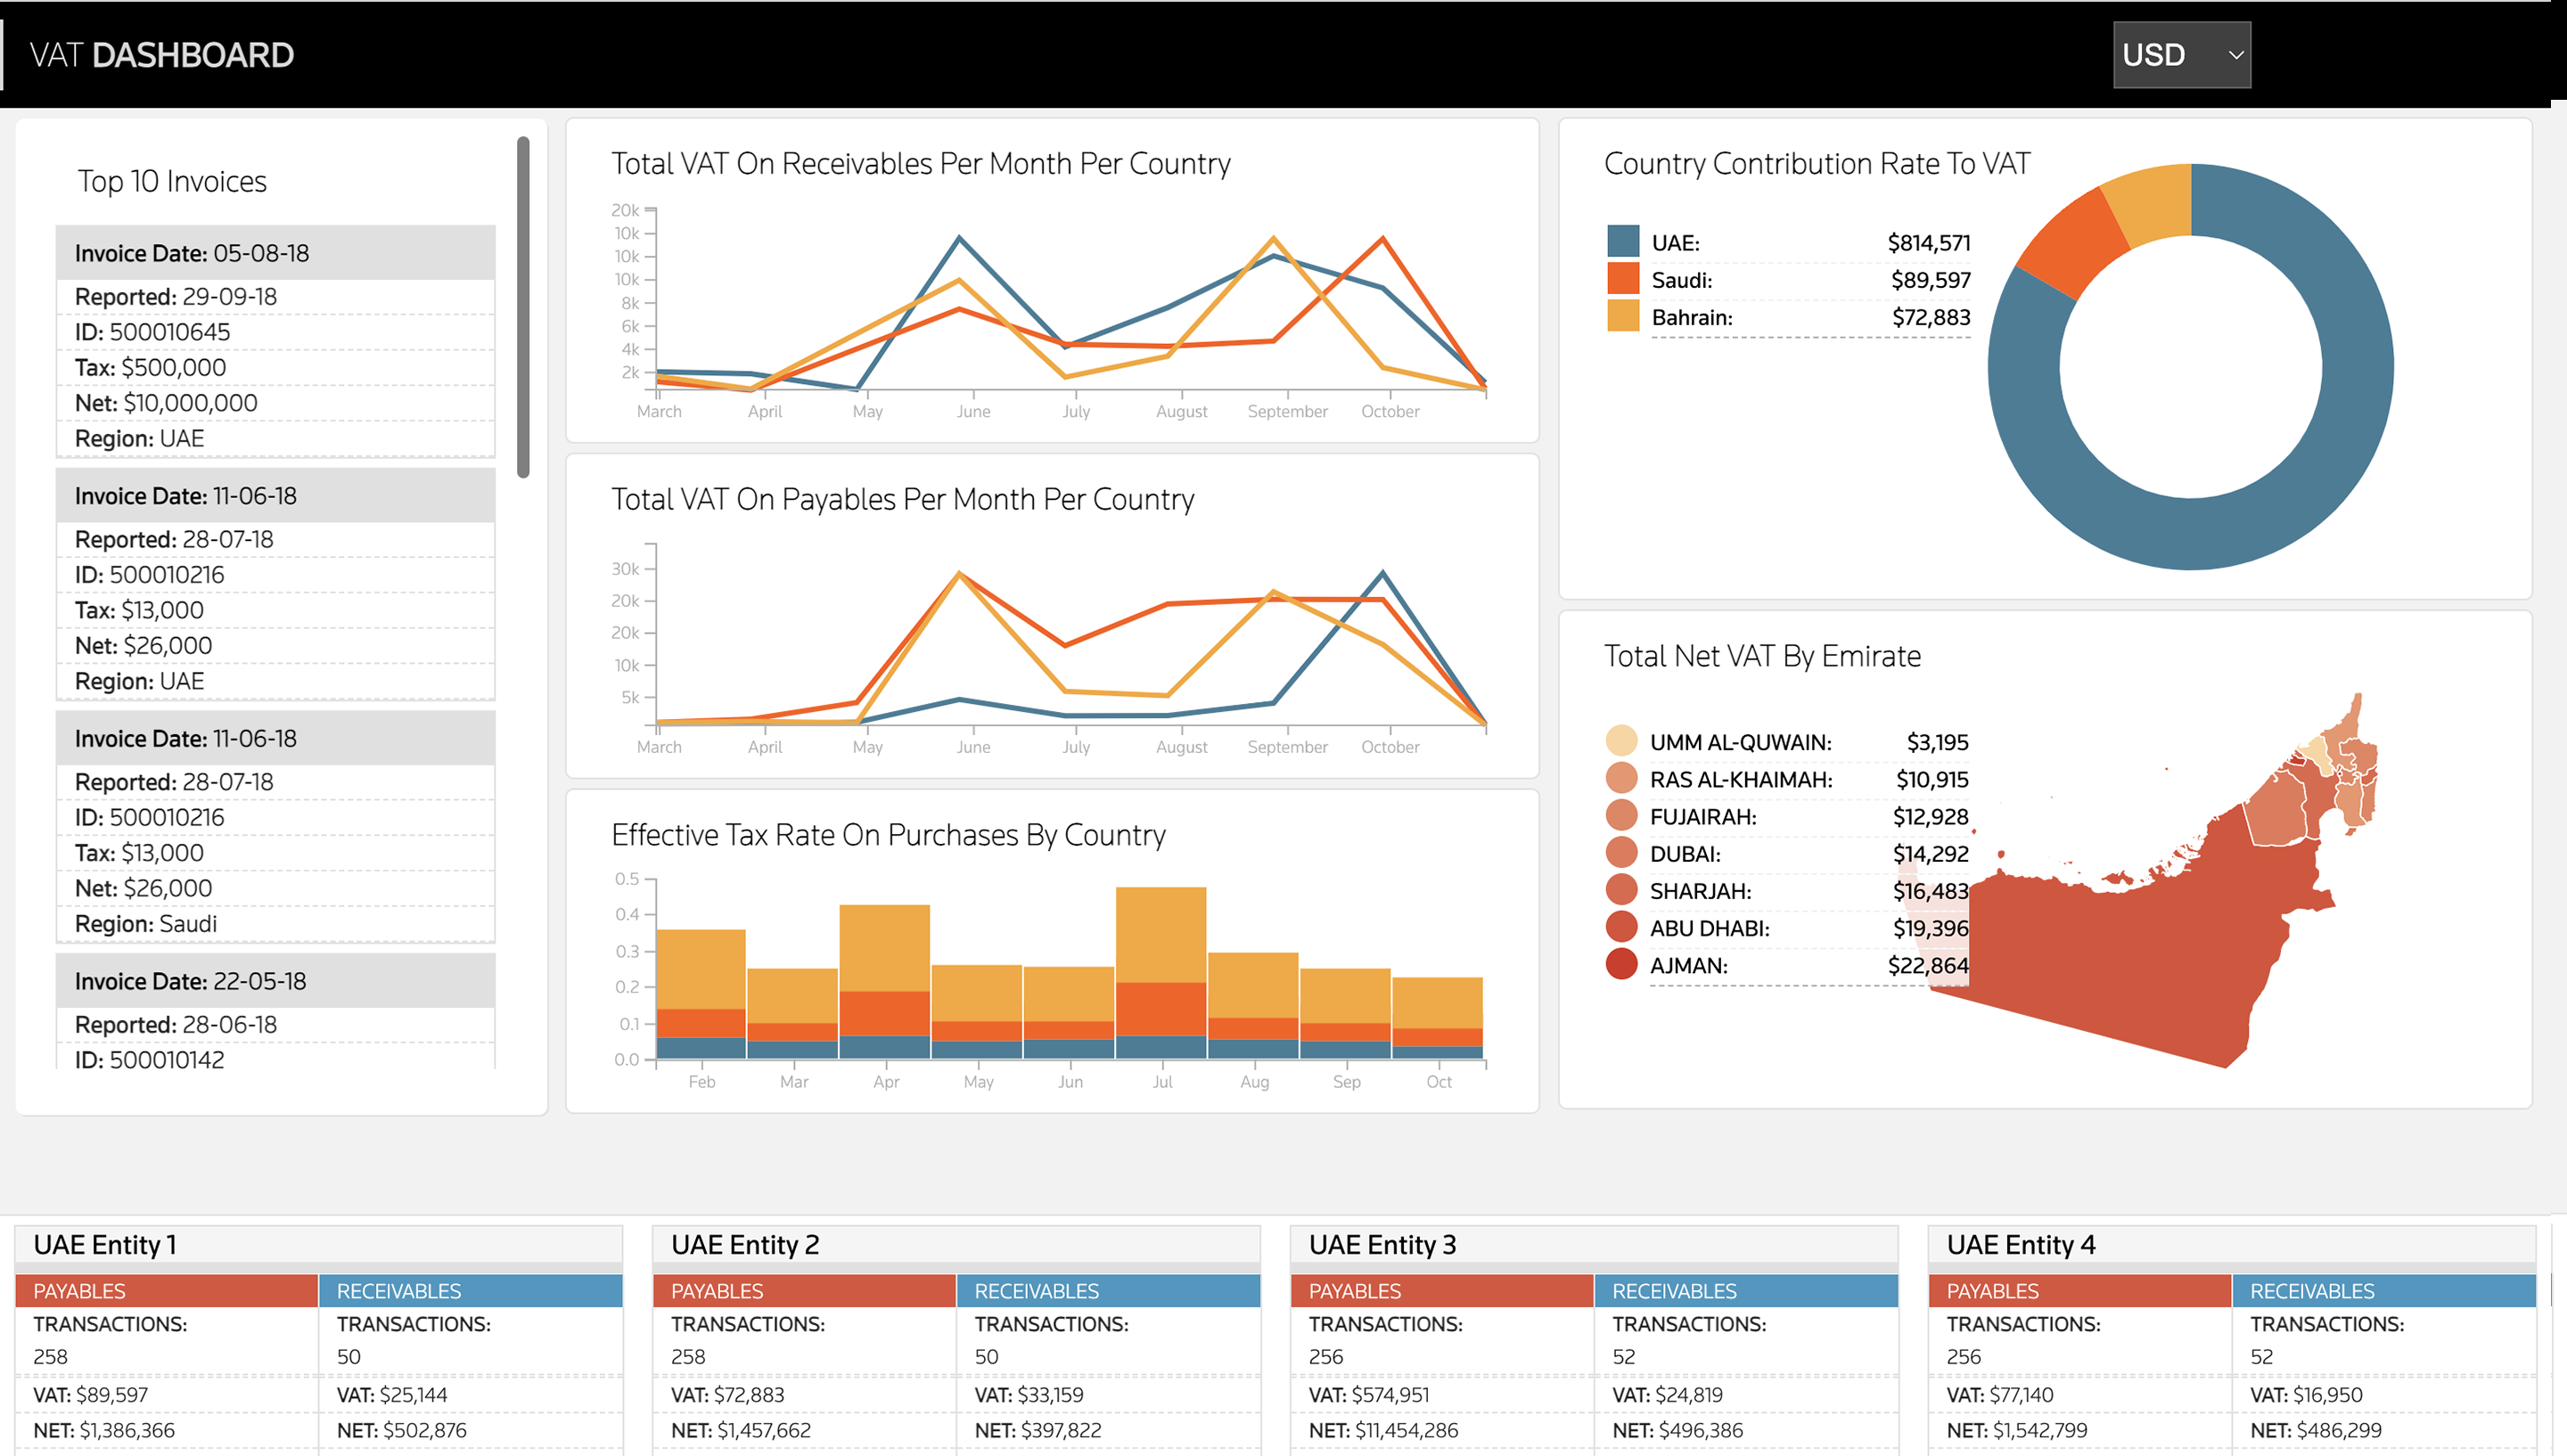 VAT DASHBOARD
USD
Top 10 Invoices
Invoice Date: 05-08-18
Reported: 29-09-18
ID: 500010645
Tax: $500,000
Net: $10,000,000
Region: UAE
Invoice Date: 11-06-18
Reported: 28-07-18
ID: 500010216
Tax: $13,000
Net: $26,000
Region: UAE
Invoice Date: 11-06-18
Reported: 28-07-18
ID: 500010216
Tax: $13,000
Net: $26,000
Region: Saudi
Invoice Date: 22-05-18
Reported: 28-06-18
ID: 500010142
Total VAT On Receivables Per Month Per Country
20k
10k
10k
10k
8k
6k
4k
2k
March April May June July August September October
Total VAT On Payables Per Month Per Country
30k
20k
20k
10k
5k
March April May June July August September October
Effective Tax Rate On Purchases By Country
0.5
0.4
0.3
0.2
0.1
0.0
Feb Mar Apr May Jun Jul Aug Sep Oct
Country Contribution Rate To VAT
UAE: $814,571
Saudi: $89,597
Bahrain: $72,883
Total Net VAT By Emirate
UMM AL-QUWAIN: $3,195
RAS AL-KHAIMAH: $10,915
FUJAIRAH: $12,928
DUBAI: $14,292
SHARJAH: $16,483
ABU DHABI: $19,396
AJMAN: $22,864
UAE Entity 1
PAYABLES RECEIVABLES
TRANSACTIONS: TRANSACTIONS:
258 50
VAT: $89,597 VAT: $25,144
NET: $1,386,366 NET: $502,876
UAE Entity 2
PAYABLES RECEIVABLES
TRANSACTIONS: TRANSACTIONS:
258 50
VAT: $72,883 VAT: $33,159
NET: $1,457,662 NET: $397,822
UAE Entity 3
PAYABLES RECEIVABLES
TRANSACTIONS: TRANSACTIONS:
256 52
VAT: $574,951 VAT: $24,819
NET: $11,454,286 NET: $496,386
UAE Entity 4
PAYABLES RECEIVABLES
TRANSACTIONS: TRANSACTIONS:
256 52
VAT: $77,140 VAT: $16,950
NET: $1,542,799 NET: $486,299